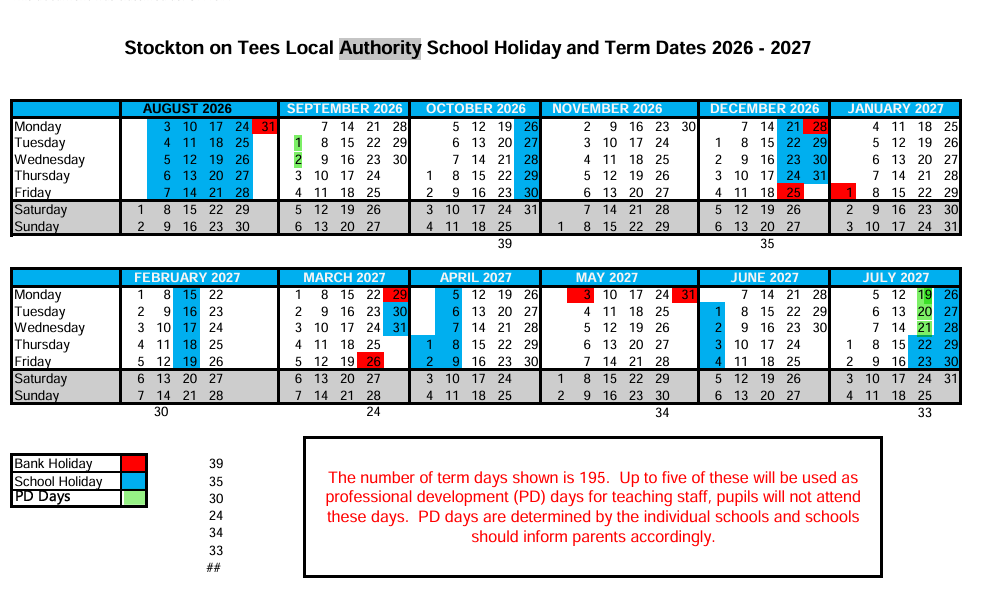 Stockton on Tees Local Authority School Holiday and Term Dates 2026 - 2027
AUGUST 2026 SEPTEMBER 2026 OCTOBER 2026 NOVEMBER 2026 DECEMBER 2026 JANUARY 2027
Monday 3 10 17 24 31 7 14 21 28 5 12 19 26 2 9 16 23 30 7 14 21 28 4 11 18 25
Tuesday 4 11 18 25 1 8 15 22 29 6 13 20 27 3 10 17 24 1 8 15 22 29 5 12 19 26
Wednesday 5 12 19 26 2 9 16 23 30 7 14 21 28 4 11 18 25 2 9 16 23 30 6 13 20 27
Thursday 6 13 20 27 3 10 17 24 1 8 15 22 29 5 12 19 26 3 10 17 24 31 7 14 21 28
Friday 7 14 21 28 4 11 18 25 2 9 16 23 30 6 13 20 27 4 11 18 25 1 8 15 22 29
Saturday 1 8 15 22 29 5 12 19 26 3 10 17 24 31 7 14 21 28 5 12 19 26 2 9 16 23 30
Sunday 2 9 16 23 30 6 13 20 27 4 11 18 25 1 8 15 22 29 6 13 20 27 3 10 17 24 31
39 35
FEBRUARY 2027 MARCH 2027 APRIL 2027 MAY 2027 JUNE 2027 JULY 2027
Monday 1 8 15 22 1 8 15 22 29 5 12 19 26 3 10 17 24 31 7 14 21 28 5 12 19 26
Tuesday 2 9 16 23 2 9 16 23 30 6 13 20 27 4 11 18 25 1 8 15 22 29 6 13 20 27
Wednesday 3 10 17 24 3 10 17 24 31 7 14 21 28 5 12 19 26 2 9 16 23 30 7 14 21 28
Thursday 4 11 18 25 4 11 18 25 1 8 15 22 29 6 13 20 27 3 10 17 24 1 8 15 22 29
Friday 5 12 19 26 5 12 19 26 2 9 16 23 30 7 14 21 28 4 11 18 25 2 9 16 23 30
Saturday 6 13 20 27 6 13 20 27 3 10 17 24 1 8 15 22 29 5 12 19 26 3 10 17 24 31
Sunday 7 14 21 28 7 14 21 28 4 11 18 25 2 9 16 23 30 6 13 20 27 4 11 18 25
30 24 34 33
Bank Holiday
School Holiday
PD Days
39
35
30
24
34
33
##
The number of term days shown is 195. Up to five of these will be used as
professional development (PD) days for teaching staff, pupils will not attend
these days. PD days are determined by the individual schools and schools
should inform parents accordingly.